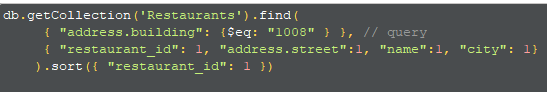 db.getCollection('Restaurants').find(
{ "address.building": {$eq: "1008" } }, // query
{ "restaurant_id": 1, "address.street":1, "name":1, "city": 1}
).sort({ "restaurant_id": 1 })